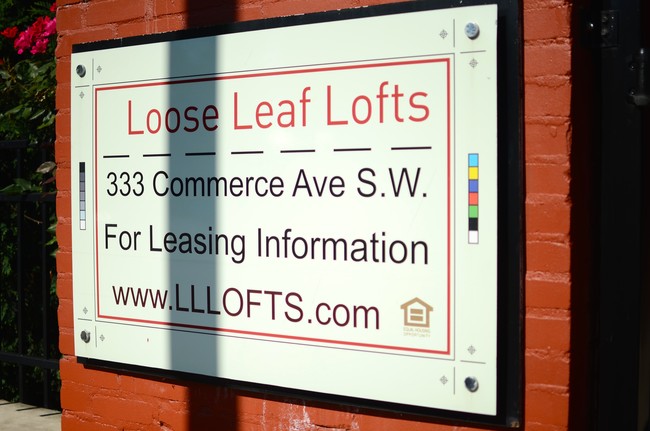 Loose Leaf Lofts
333 Commerce Ave S.W.
For Leasing Information
www.LLLOFTS.com